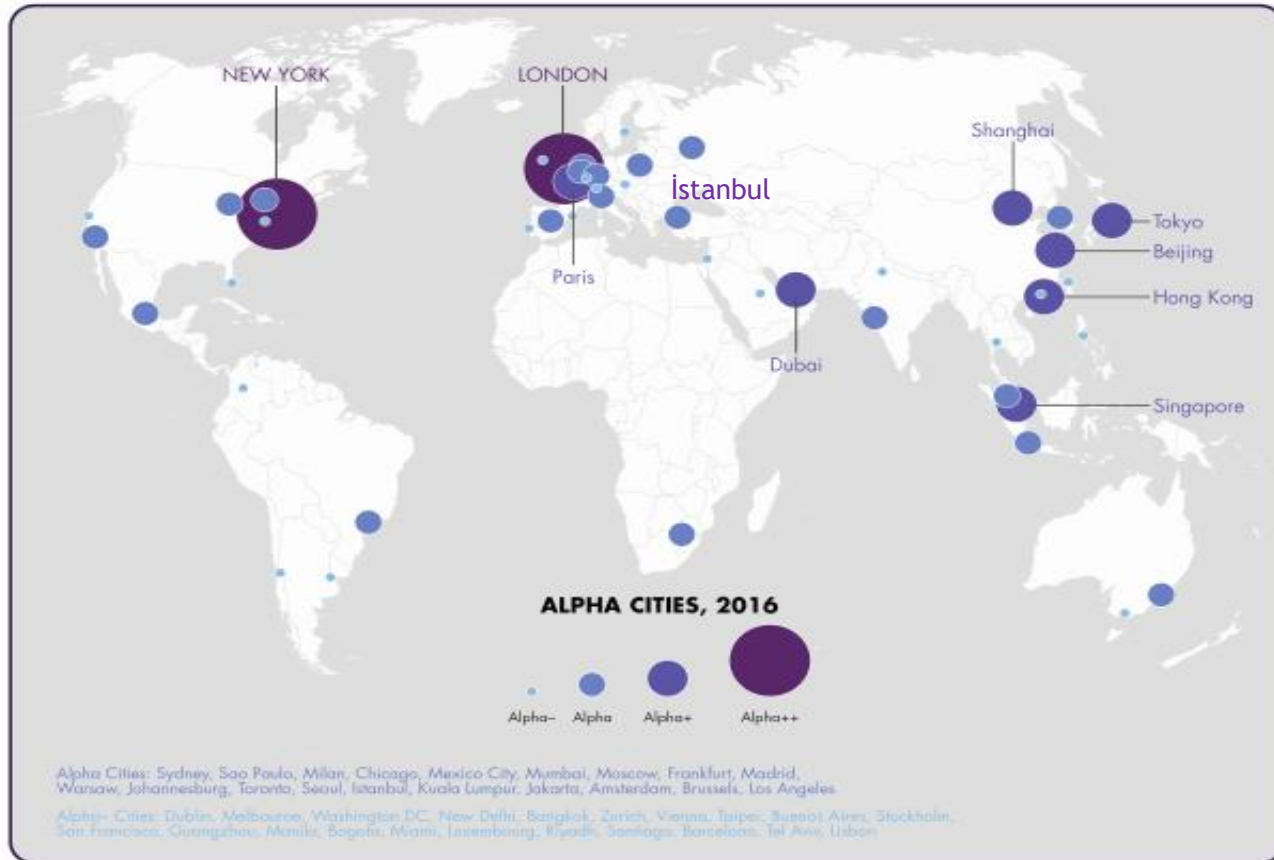 NEW YORK
LONDON
Shanghai
İstanbul
Tokyo
Beijing
Paris
Hong Kong
Dubai
Singapore
ALPHA CITIES, 2016
Alpha– Alpha Alpha+ Alpha++
Alpha Cities: Sydney, Sao Paulo, Milan, Chicago, Mexico City, Mumbai, Moscow, Frankfurt, Madrid,
Warsaw, Johannesburg, Toronto, Seoul, Istanbul, Kuala Lumpur, Jakarta, Amsterdam, Brussels, Los Angeles
Alpha– Cities: Dublin, Melbourne, Washington DC, New Delhi, Bangkok, Zurich, Vienna, Taipei, Buenos Aires, Stockholm,
San Francisco, Guangzhou, Manila, Bogota, Miami, Luxembourg, Riyadh, Santiago, Barcelona, Tel Aviv, Lisbon